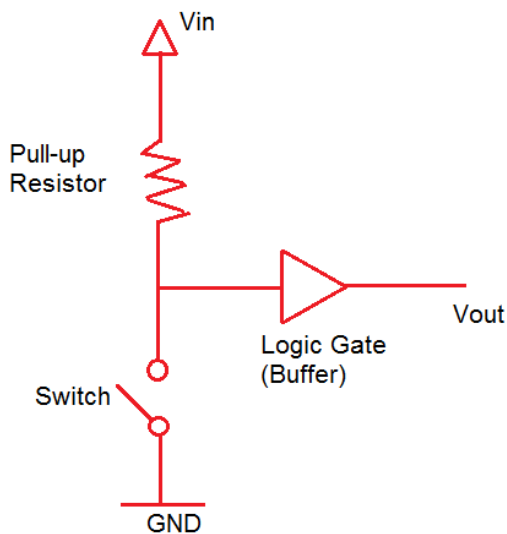 Vin
Pull-up
Resistor
Vout
Logic Gate
(Buffer)
Switch
GND